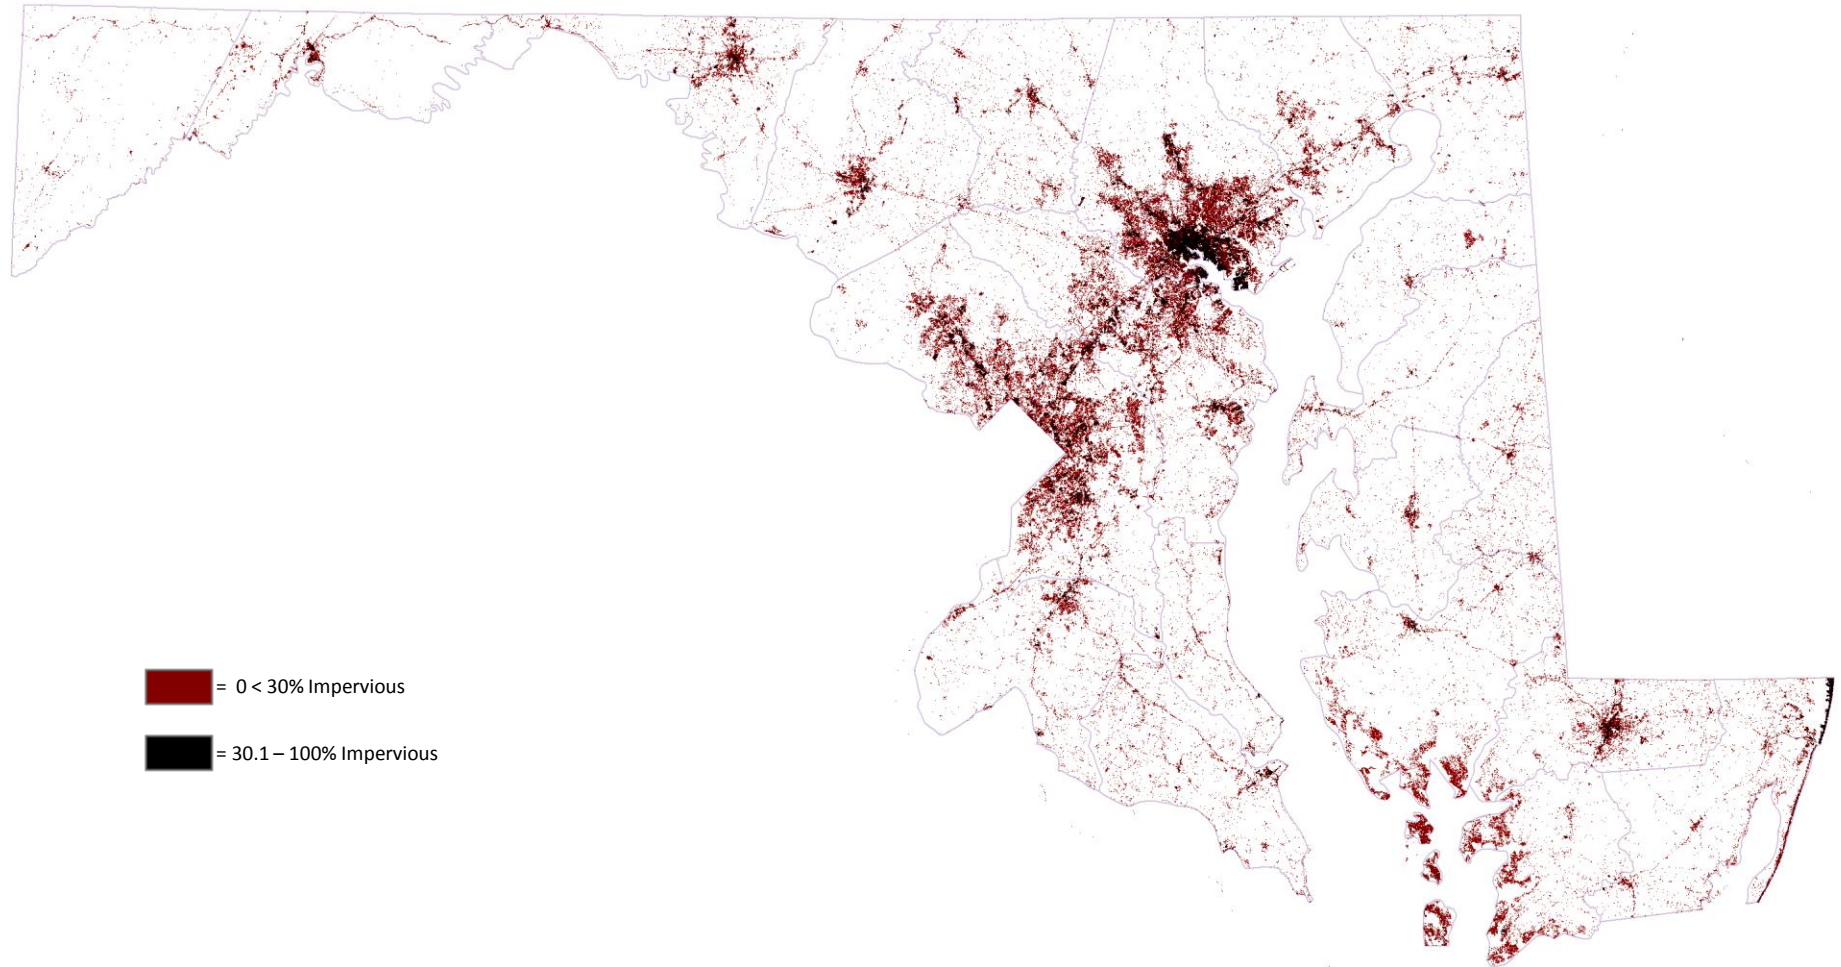 = 0 < 30% Impervious
= 30.1 – 100% Impervious